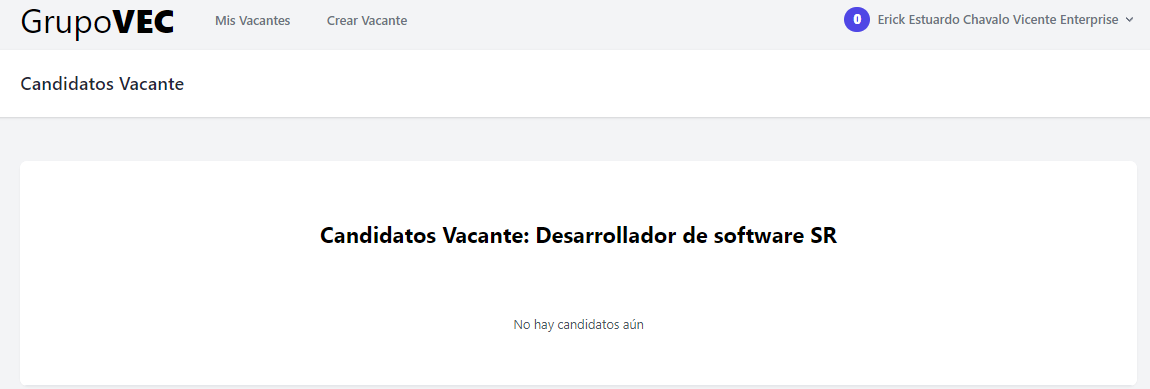 GrupoVEC Mis Vacantes Crear Vacante 0 Erick Estuardo Chavalo Vicente Enterprise
Candidatos Vacante
Candidatos Vacante: Desarrollador de software SR
No hay candidatos aún